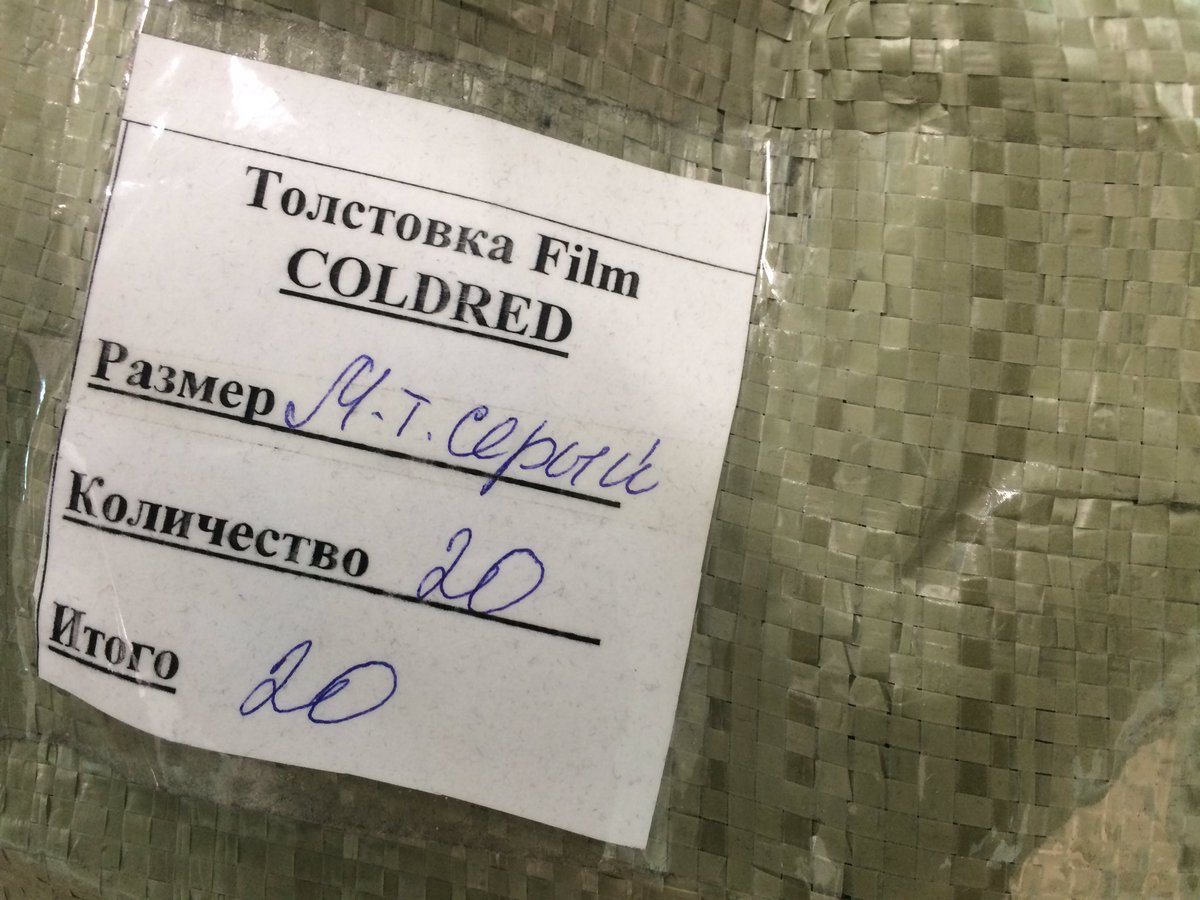 Толстовка Film
COLDRED
Размер М-т.серый
Количество 20
Итого 20